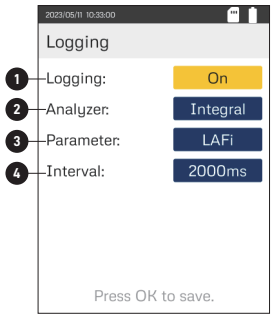 2023/05/11 10:33:00
Logging
1 Logging: On
2 Analyzer: Integral
3 Parameter: LAFi
4 Interval: 2000ms
Press OK to save.